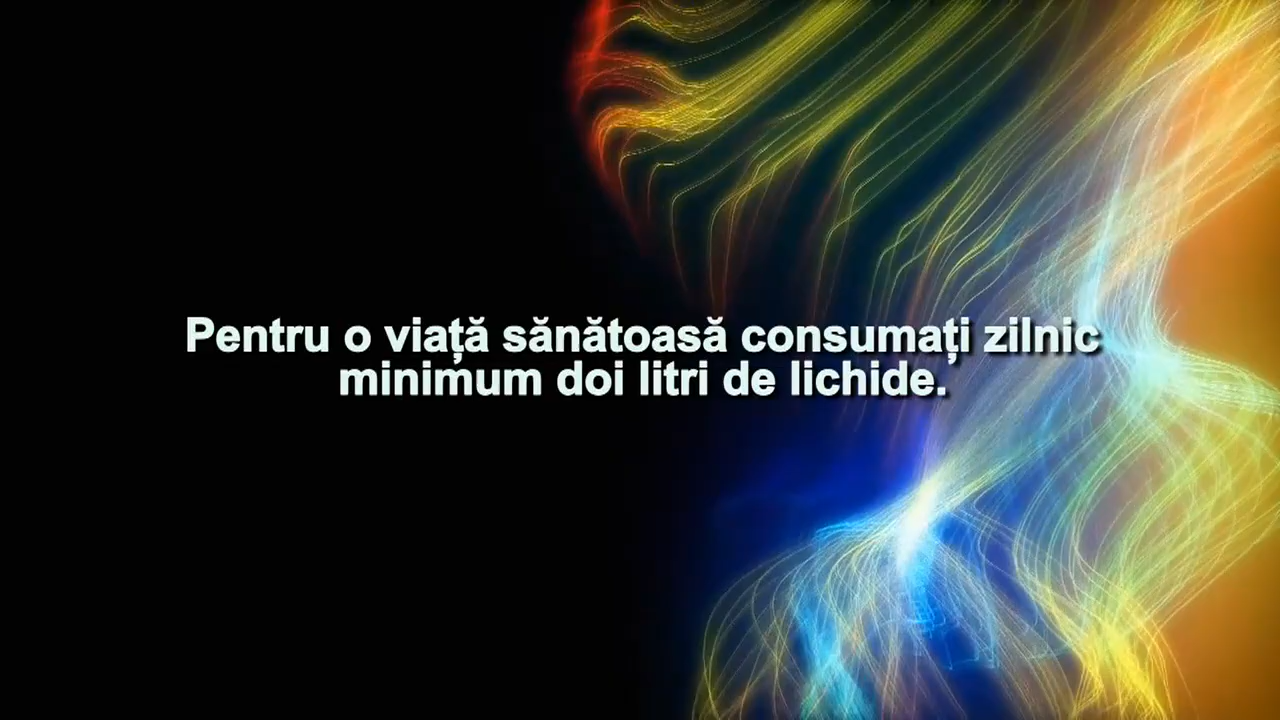 Pentru o viață sănătoasă consumați zilnic
minimum doi litri de lichide.